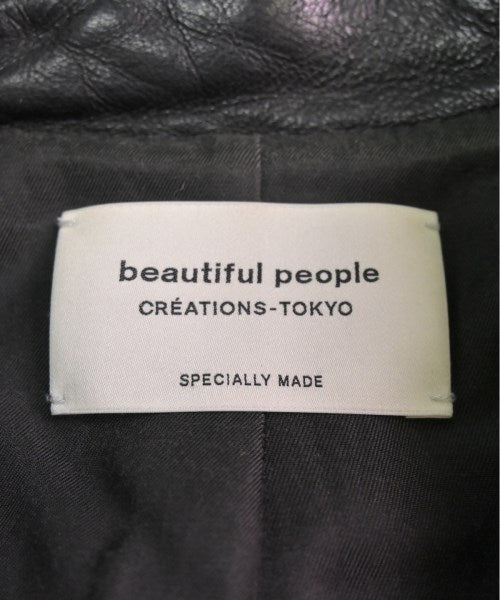 beautiful people
CRÉATIONS-TOKYO
SPECIALLY MADE